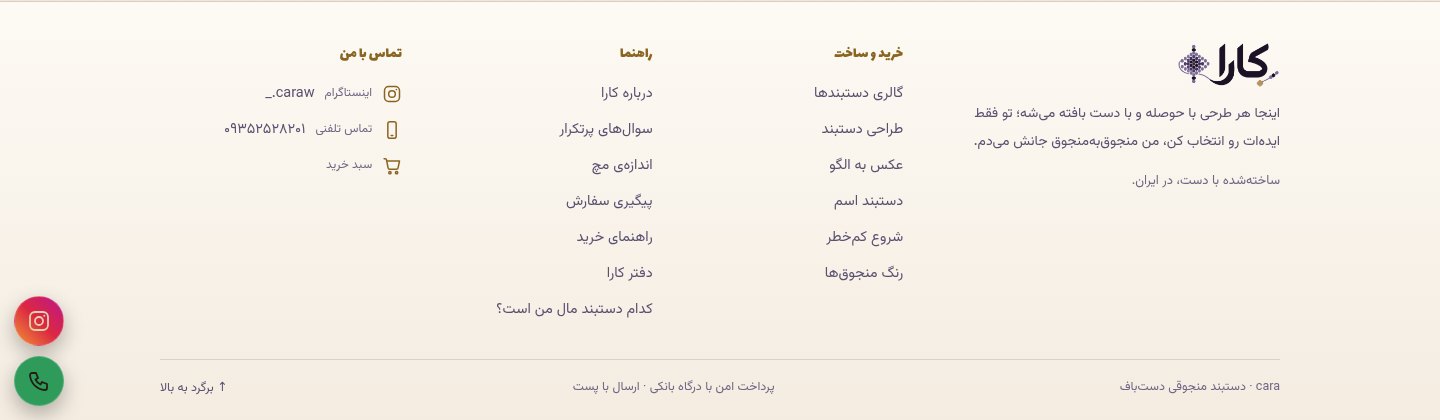 کارا
اینجا هر طرحی با حوصله و با دست بافته می‌شه؛ تو فقط
ایده‌ات رو انتخاب کن، من منجوق‌به‌منجوق جانش می‌دم.
ساخته‌شده با دست، در ایران.
خرید و ساخت
گالری دستبندها
طراحی دستبند
عکس به الگو
دستبند اسم
شروع کم‌خطر
رنگ منجوق‌ها
راهنما
درباره کارا
سوال‌های پرتکرار
اندازه‌ی مچ
پیگیری سفارش
راهنمای خرید
دفتر کارا
کدام دستبند مال من است؟
تماس با من
اینستاگرام caraw._
تماس تلفنی ۰۹۳۵۲۵۲۸۲۰۱
سبد خرید
cara · دستبند منجوقی دست‌باف
پرداخت امن با درگاه بانکی · ارسال با پست
↑ برگرد به بالا